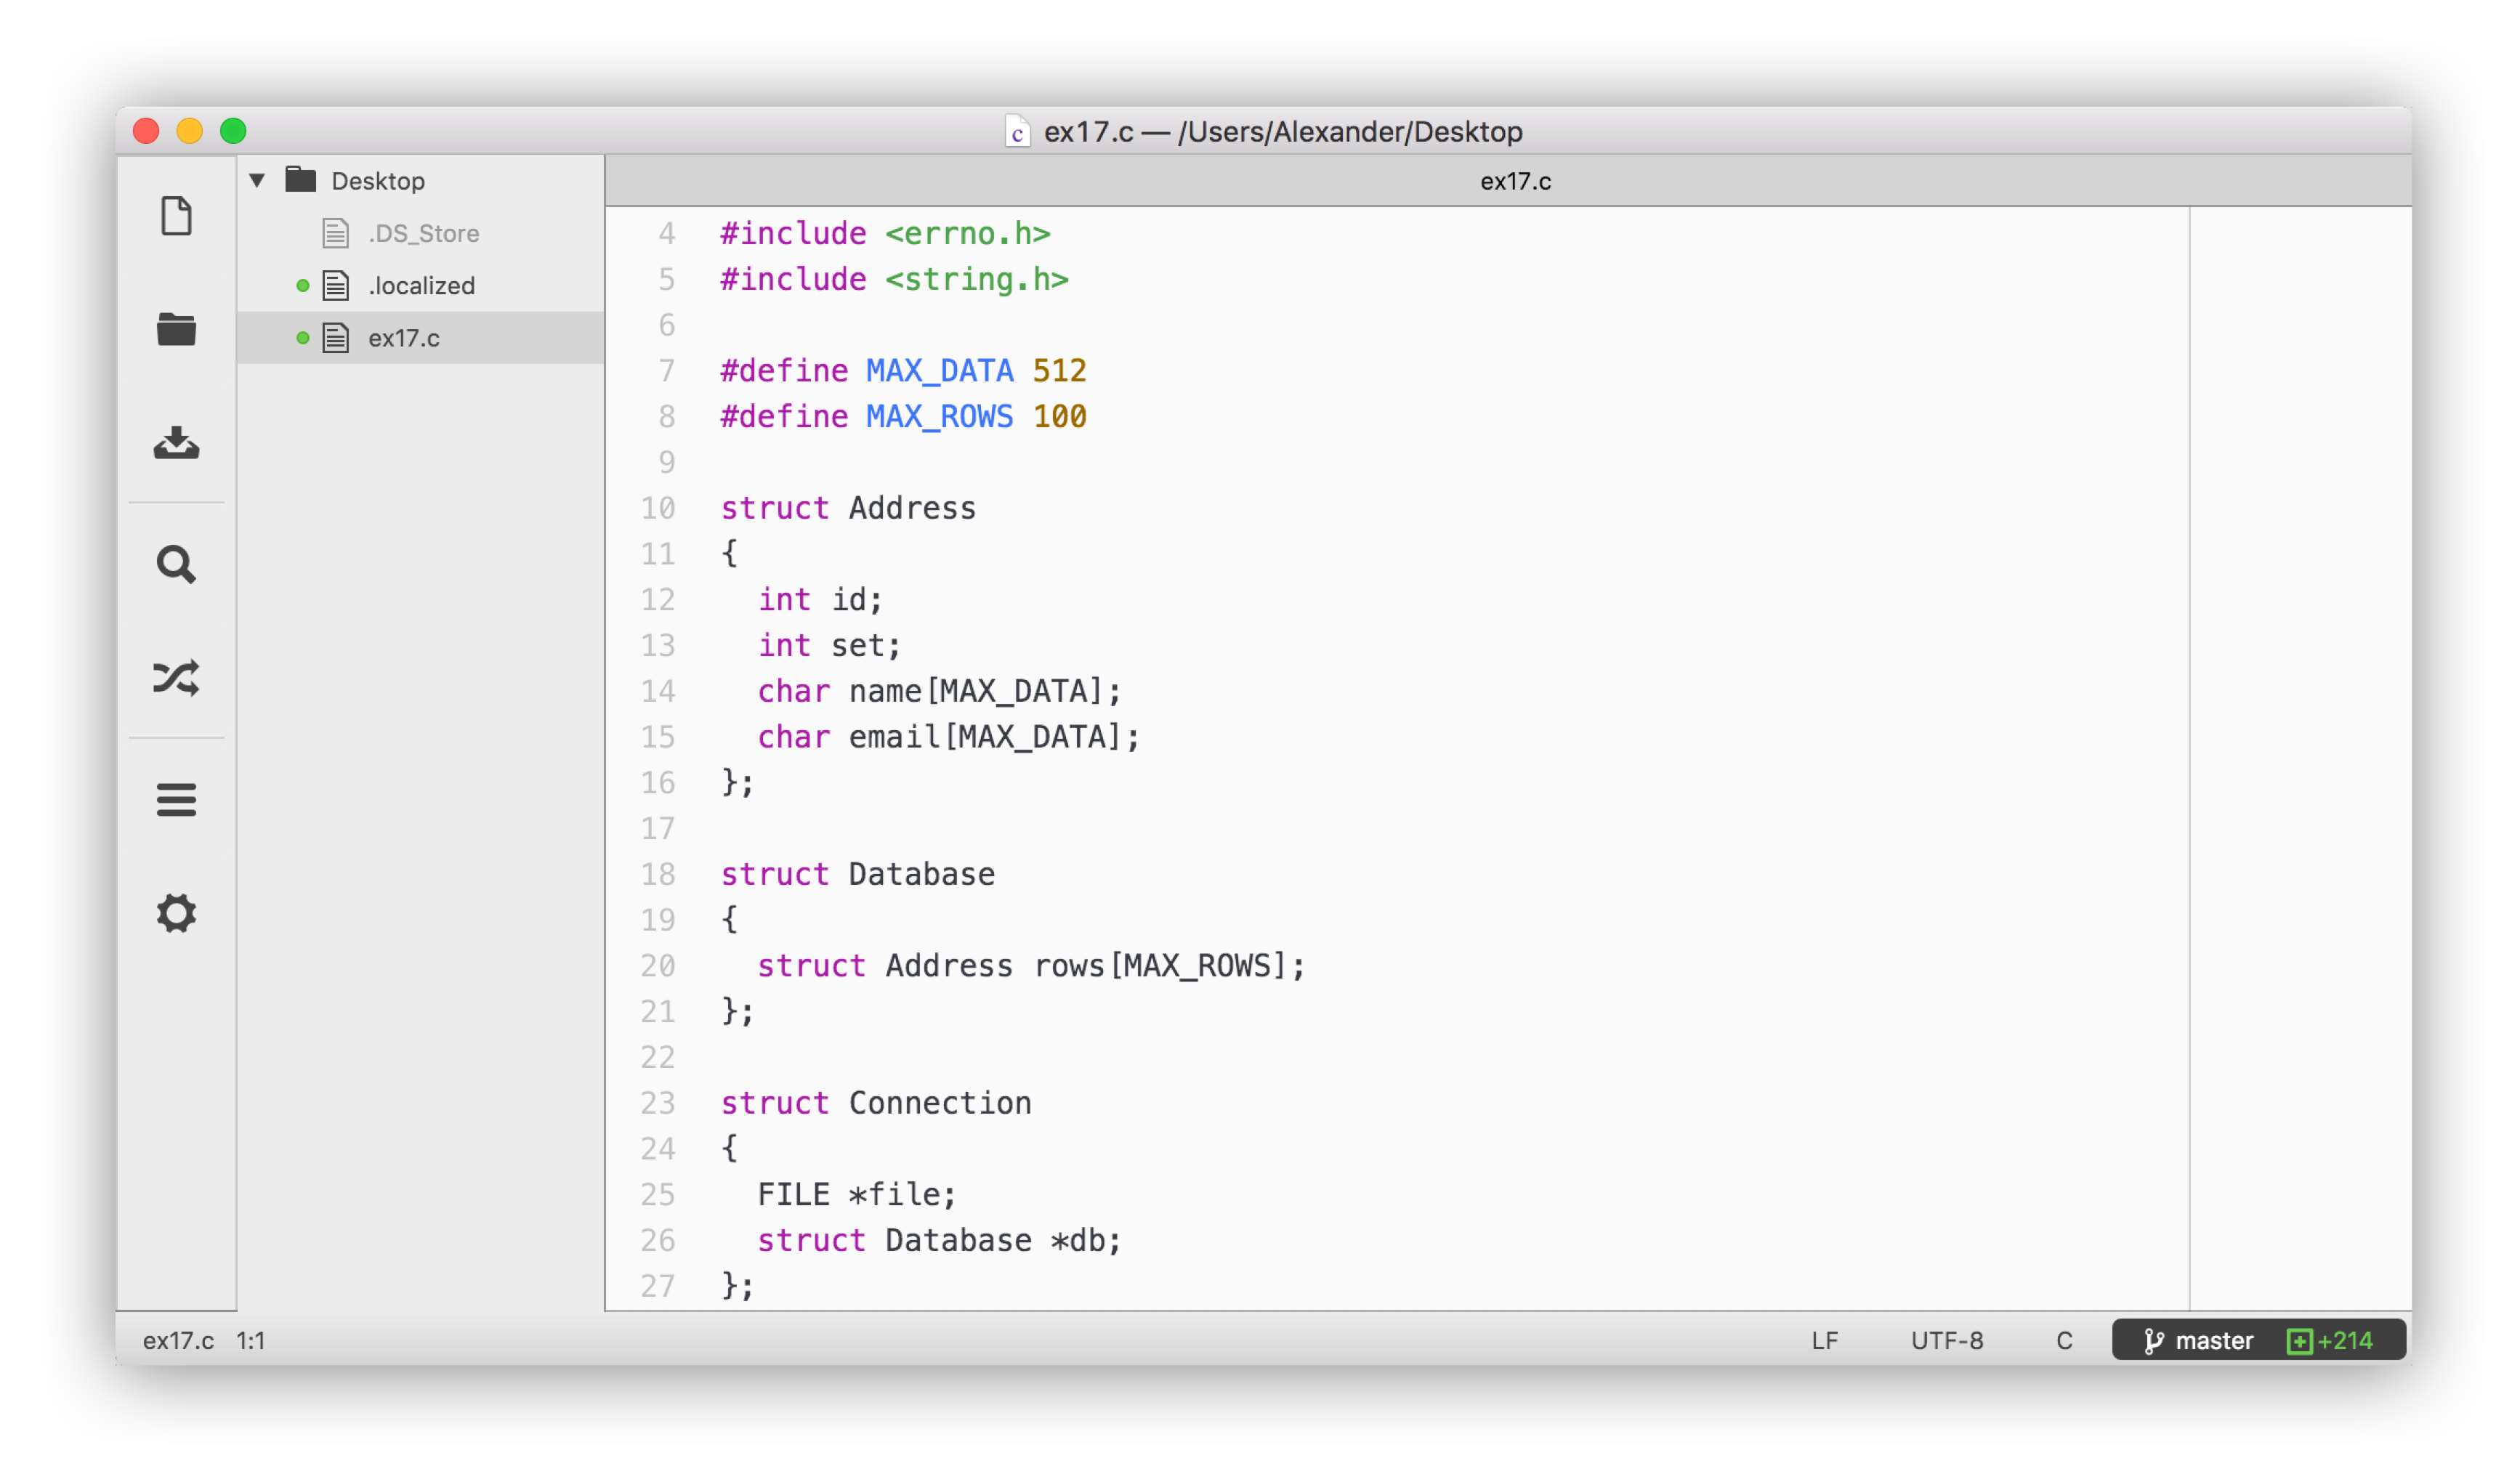 ex17.c — /Users/Alexander/Desktop
Desktop
.DS_Store
.localized
ex17.c
ex17.c
4 #include <errno.h>
5 #include <string.h>
6
7 #define MAX_DATA 512
8 #define MAX_ROWS 100
9
10 struct Address
11 {
12   int id;
13   int set;
14   char name[MAX_DATA];
15   char email[MAX_DATA];
16 };
17
18 struct Database
19 {
20   struct Address rows[MAX_ROWS];
21 };
22
23 struct Connection
24 {
25   FILE *file;
26   struct Database *db;
27 };
ex17.c 1:1 LF UTF-8 C master +214